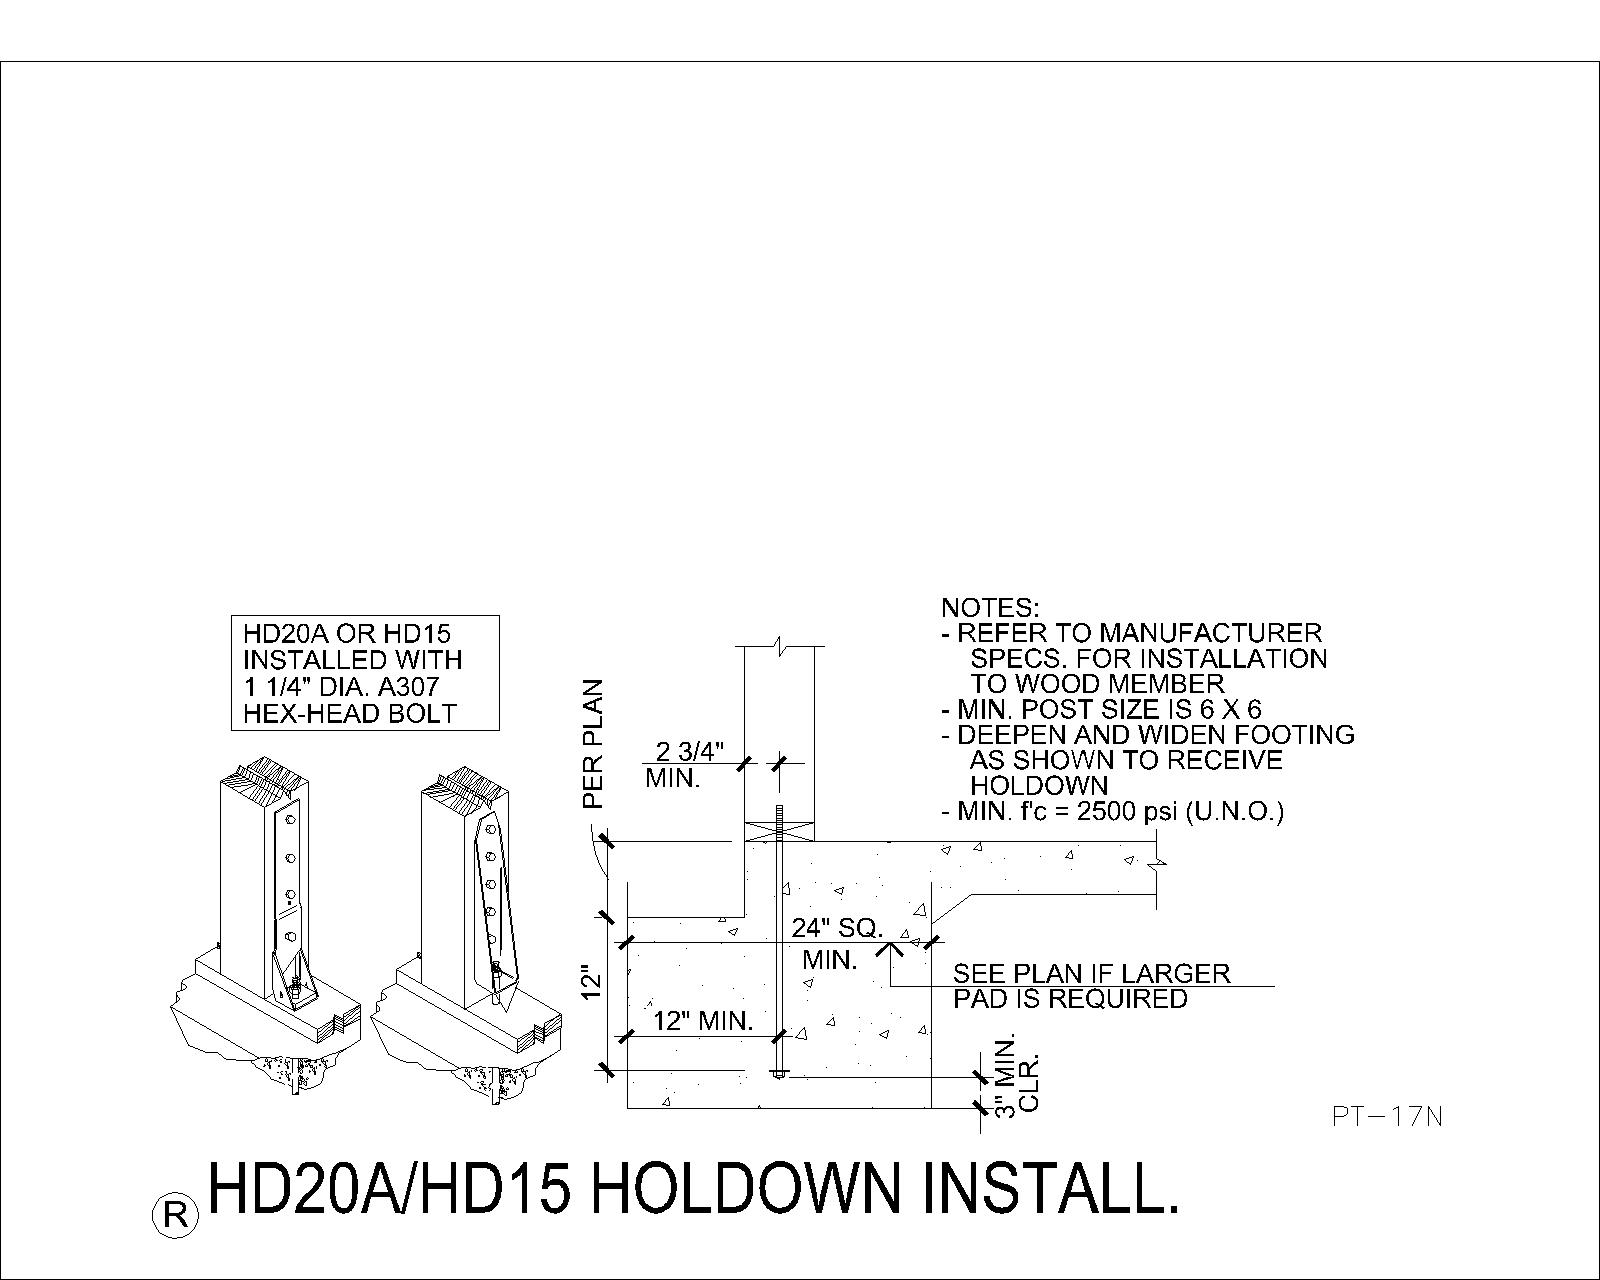 HD20A OR HD15
INSTALLED WITH
1 1/4" DIA. A307
HEX-HEAD BOLT
PER PLAN
2 3/4"
MIN.
NOTES:
- REFER TO MANUFACTURER
SPECS. FOR INSTALLATION
TO WOOD MEMBER
- MIN. POST SIZE IS 6 X 6
- DEEPEN AND WIDEN FOOTING
AS SHOWN TO RECEIVE
HOLDOWN
- MIN. f'c = 2500 psi (U.N.O.)
24" SQ.
MIN.
12"
12" MIN.
SEE PLAN IF LARGER
PAD IS REQUIRED
3" MIN.
CLR.
PT-17N
R HD20A/HD15 HOLDOWN INSTALL.